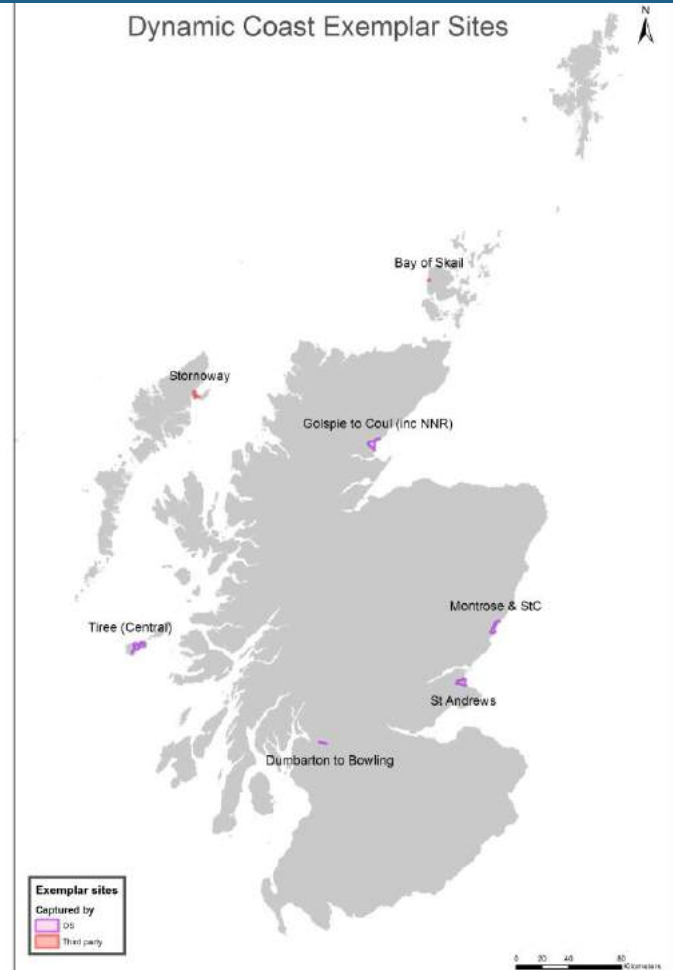 Dynamic Coast Exemplar Sites
N
Bay of Skail
Stornoway
Golspie to Coul (inc NNR)
Montrose & StC
Tiree (Central)
St Andrews
Dumbarton to Bowling
Exemplar sites
Captured by
OS
Third party
0 20 40 80
Kilometers